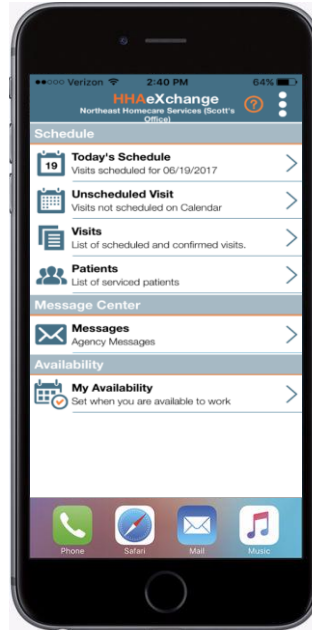 ●●○○○ Verizon 2:40 PM 64%
HHAeXchange
Northeast Homecare Services (Scott's
Office)
?
Schedule
19
Today's Schedule
Visits scheduled for 06/19/2017
Unscheduled Visit
Visits not scheduled on Calendar
Visits
List of scheduled and confirmed visits.
Patients
List of serviced patients
Message Center
Messages
Agency Messages
Availability
My Availability
Set when you are available to work
Phone Safari Mail Music